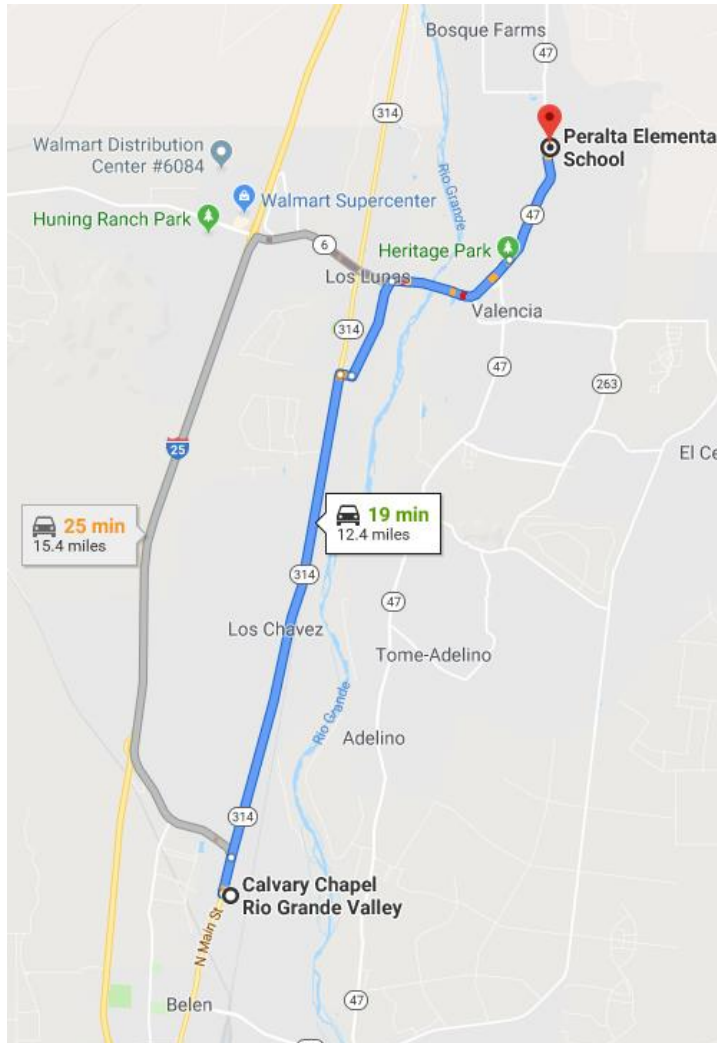 Bosque Farms
47
314
Walmart Distribution
Center #6084
Peralta Elementa
School
Rio Grande
Walmart Supercenter
Huning Ranch Park
47
6
Heritage Park
Los Lunas
Valencia
314
47
263
25
El Ce
25 min
15.4 miles
19 min
12.4 miles
314
47
Los Chavez
Tome-Adelino
Rio Grande
Adelino
314
Calvary Chapel
Rio Grande Valley
N Main St
Belen
47